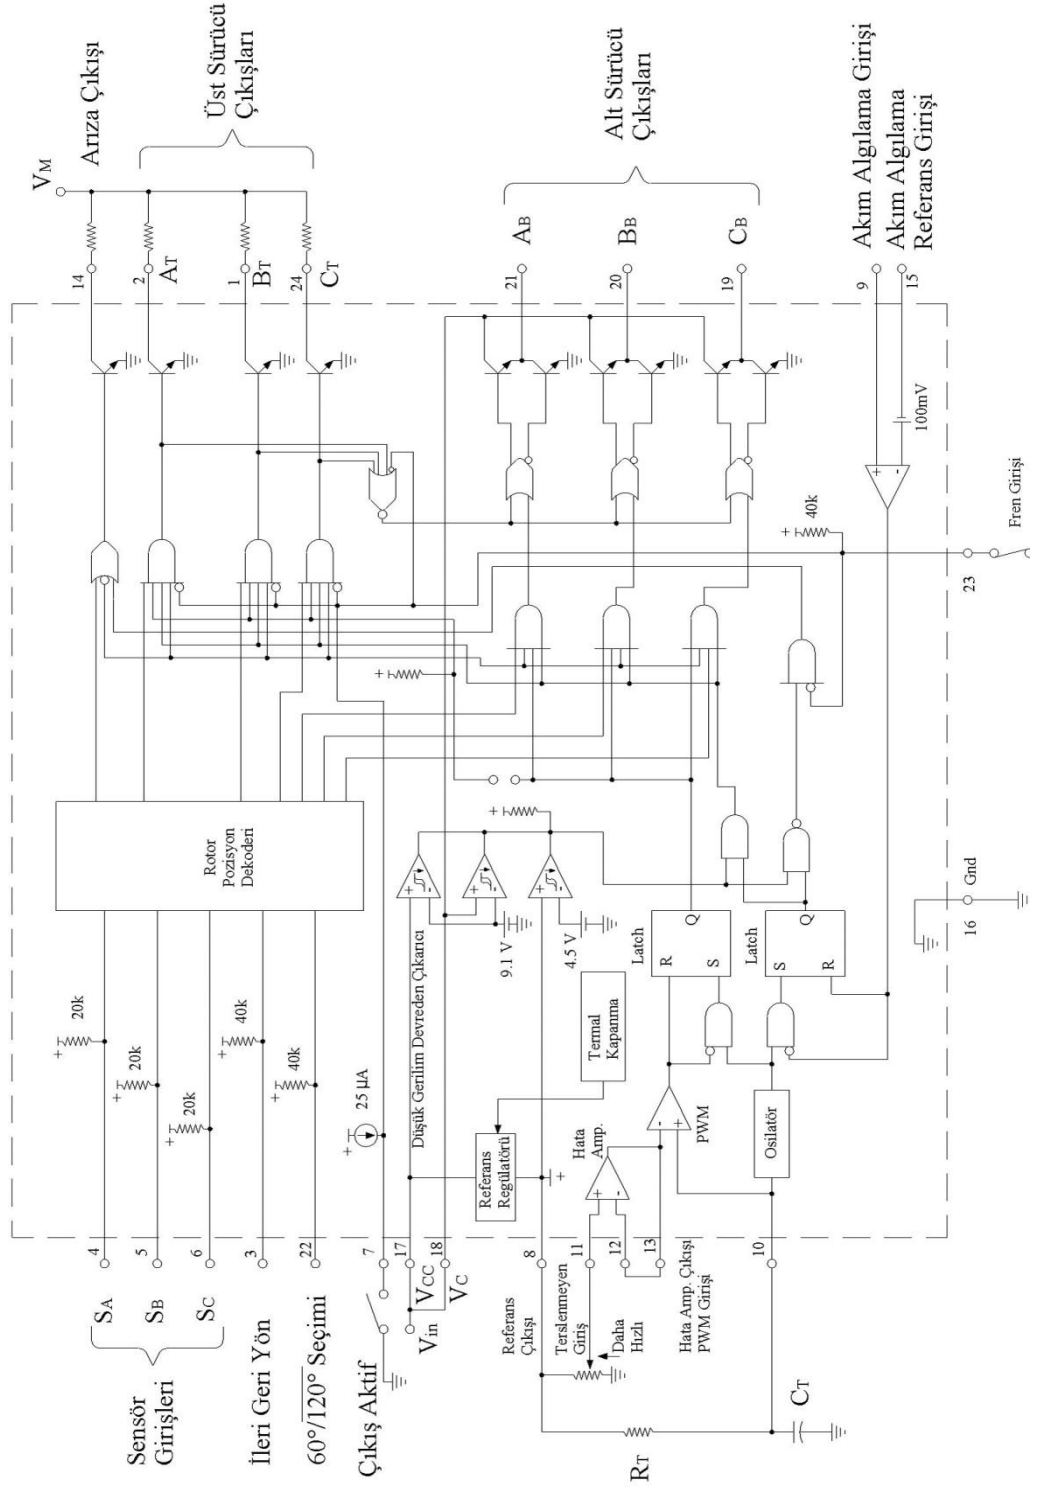 VM
Arıza Çıkışı
Üst Sürücü
Çıkışları
14
2
AT
1
BT
24
CT
Rotor
Pozisyon
Dekoderi
4
SA
5
SB
6
SC
3
22
Sensör
Girişleri
İleri Geri Yön
60°/120° Seçimi
Çıkış Aktif
20k
+
20k
+
20k
+
40k
+
40k
+
25 µA
+
7
17
VCC
18
VC
Vin
Düşük Gerilim Devreden Çıkarıcı
+
-
+
-
+
-
9.1 V
4.5 V
+
+
Alt Sürücü
Çıkışları
21
AB
20
BB
19
CB
Referans
Regülatörü
Termal
Kapanma
+
8
Referans
Çıkışı
11
Terslenmeyen
Giriş
12
13
Daha
Hızlı
Hata Amp. Çıkışı
PWM Girişi
Hata
Amp.
+
-
-
+
PWM
Osilatör
10
RT
CT
Latch
R
S
Q
Latch
S
R
Q
40k
+
+
-
100mV
9
15
Akım Algılama Girişi
Akım Algılama
Referans Girişi
16
Gnd
23
Fren Girişi